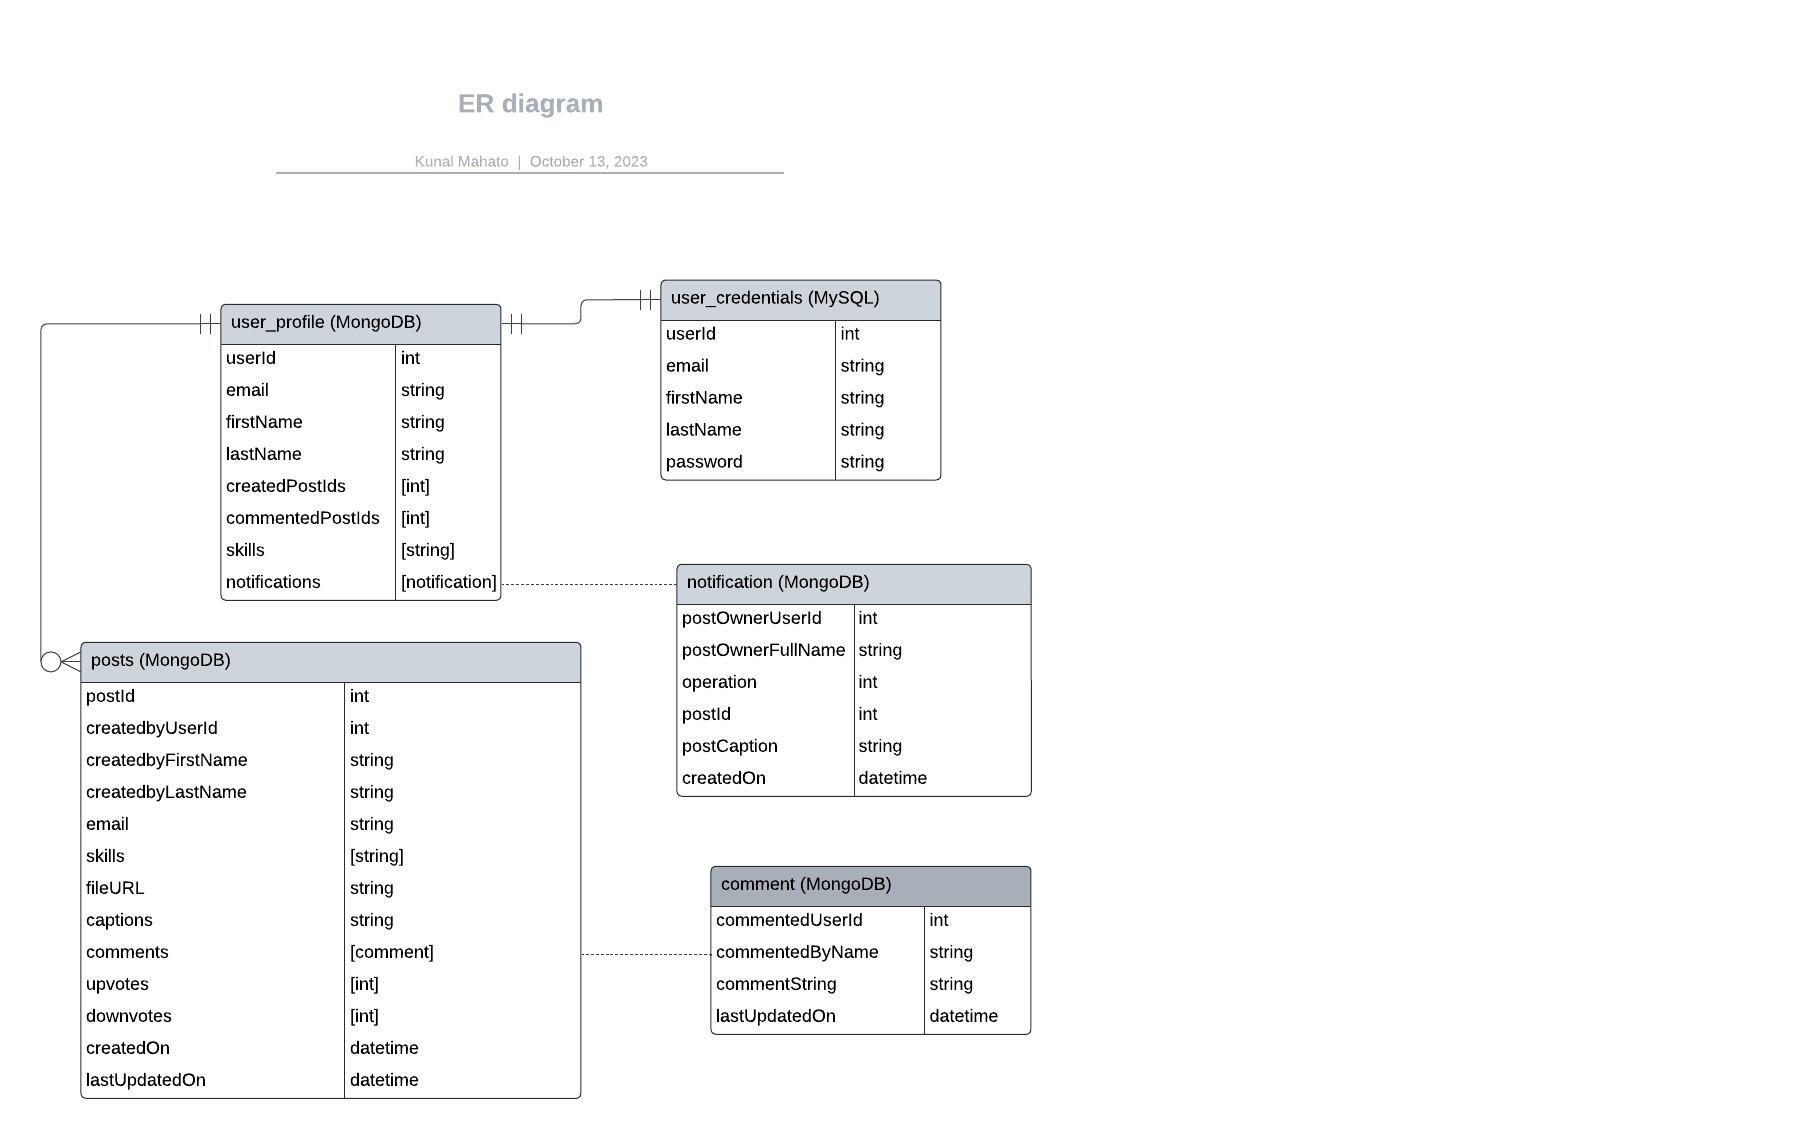 ER diagram
Kunal Mahato | October 13, 2023
user_profile (MongoDB)
userId int
email string
firstName string
lastName string
createdPostIds [int]
commentedPostIds [int]
skills [string]
notifications [notification]
user_credentials (MySQL)
userId int
email string
firstName string
lastName string
password string
notification (MongoDB)
postOwnerUserId int
postOwnerFullName string
operation int
postId int
postCaption string
createdOn datetime
posts (MongoDB)
postId int
createdbyUserId int
createdbyFirstName string
createdbyLastName string
email string
skills [string]
fileURL string
captions string
comments [comment]
upvotes [int]
downvotes [int]
createdOn datetime
lastUpdatedOn datetime
comment (MongoDB)
commentedUserId int
commentedByName string
commentString string
lastUpdatedOn datetime